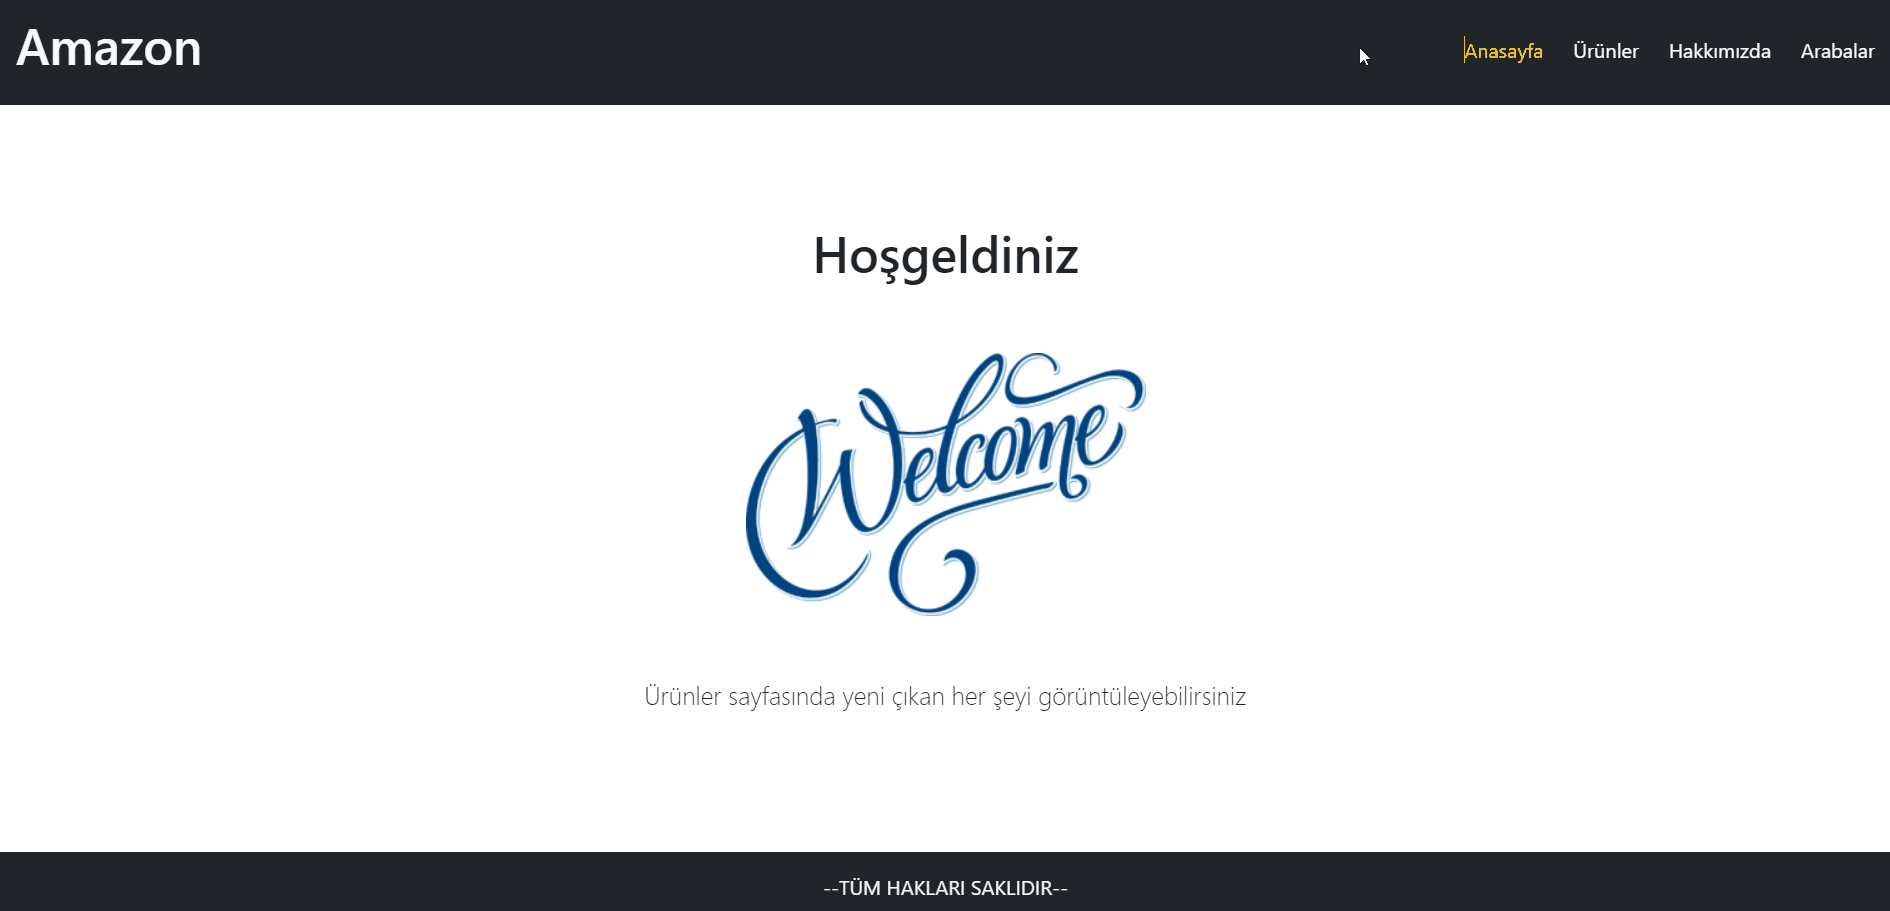 Amazon
Anasayfa Ürünler Hakkımızda Arabalar
Hoşgeldiniz
Welcome
Ürünler sayfasında yeni çıkan her şeyi görüntüleyebilirsiniz
--TÜM HAKLARI SAKLIDIR--